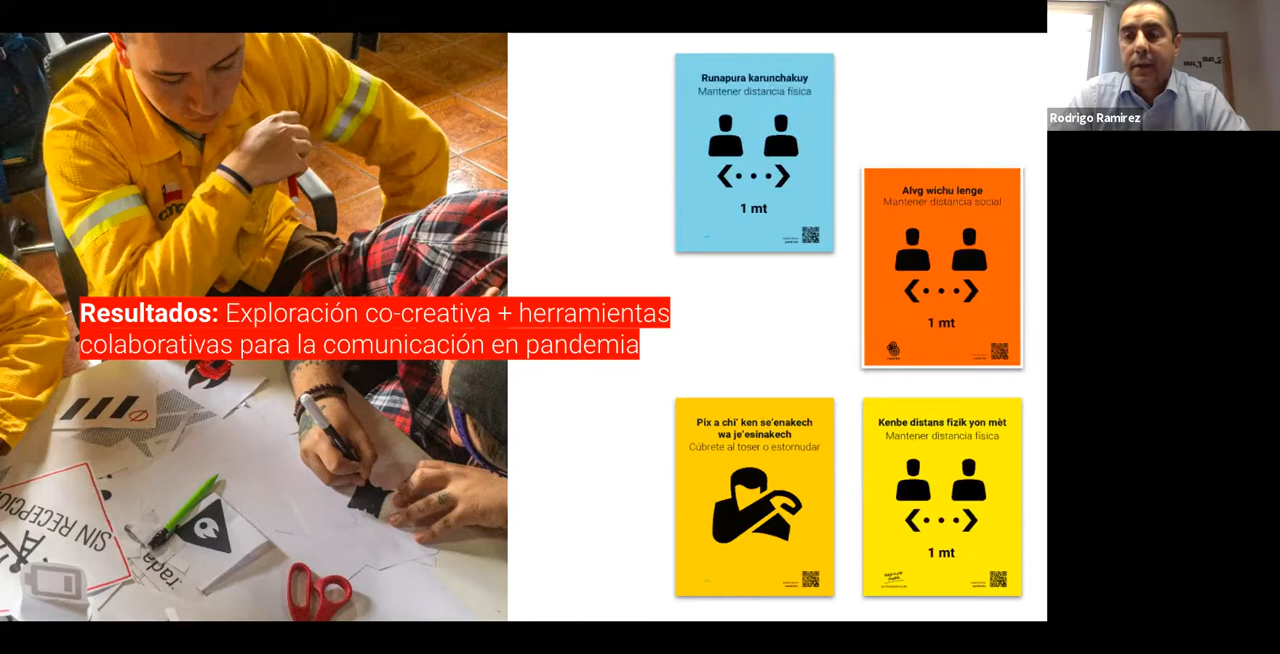 Rodrigo Ramirez
Runapura karunchakuy
Mantener distancia física
1 mt
Alvg wichu lenge
Mantener distancia social
1 mt
Resultados: Exploración co-creativa + herramientas
colaborativas para la comunicación en pandemia
Pix a chi' ken se'enakech
wa je'esinakech
Cúbrete al toser o estornudar
Kenbe distans fizik yon mèt
Mantener distancia física
1 mt
SIN RECEPCIÓ
rada